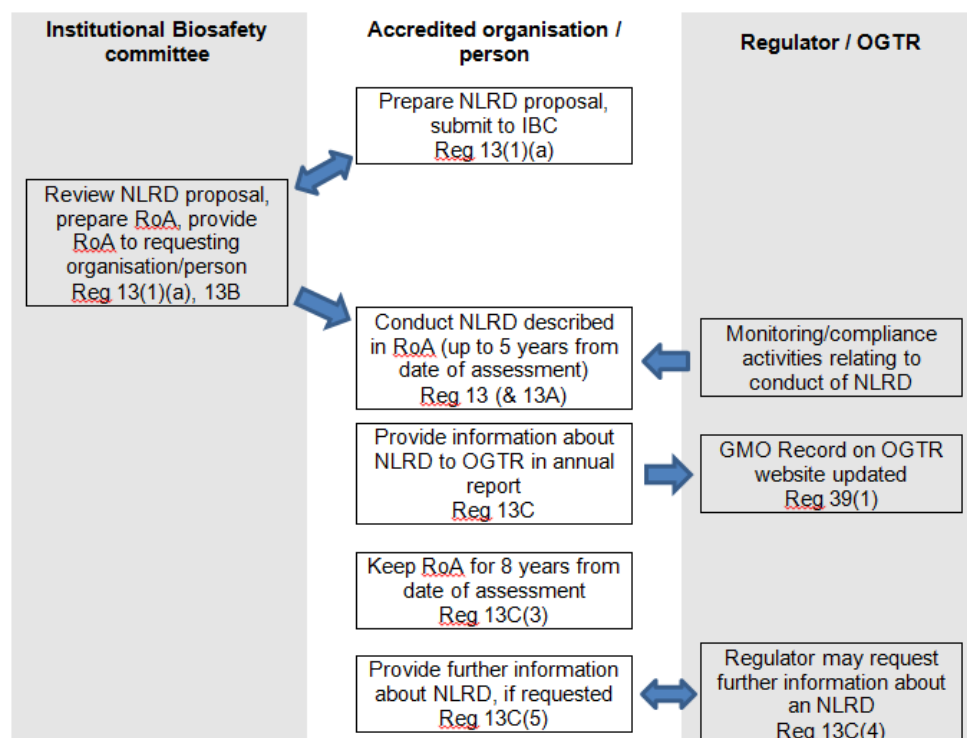 Institutional Biosafety
committee
Accredited organisation /
person
Regulator / OGTR
Prepare NLRD proposal,
submit to IBC
Reg 13(1)(a)
Review NLRD proposal,
prepare RoA, provide
RoA to requesting
organisation/person
Reg 13(1)(a), 13B
Conduct NLRD described
in RoA (up to 5 years from
date of assessment)
Reg 13 (& 13A)
Monitoring/compliance
activities relating to
conduct of NLRD
Provide information about
NLRD to OGTR in annual
report
Reg 13C
GMO Record on OGTR
website updated
Reg 39(1)
Keep RoA for 8 years from
date of assessment
Reg 13C(3)
Provide further information
about NLRD, if requested
Reg 13C(5)
Regulator may request
further information about
an NLRD
Reg 13C(4)